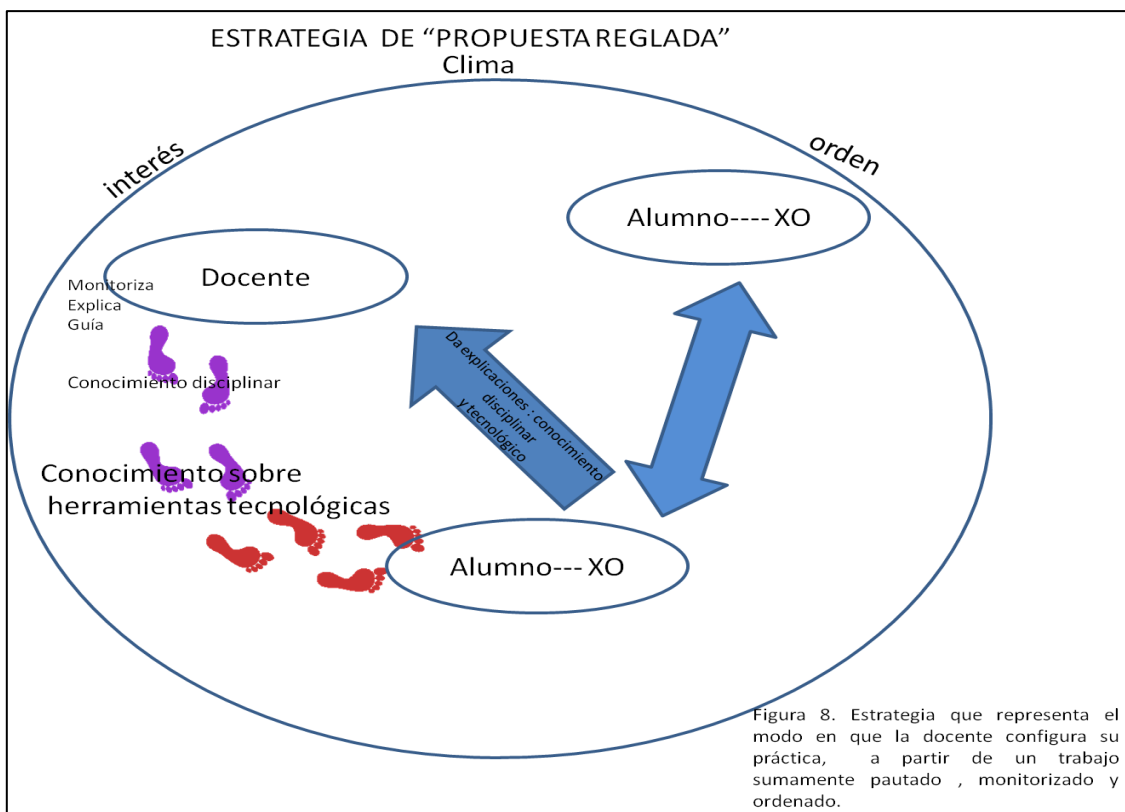 ESTRATEGIA DE “PROPUESTA REGLADA”
Clima
interés
orden
Alumno---- XO
Docente
Monitoriza
Explica
Guía
Da explicaciones : conocimiento
disciplinar
y tecnológico
Conocimiento disciplinar
Conocimiento sobre
herramientas tecnológicas
Alumno--- XO
Figura 8. Estrategia que representa el
modo en que la docente configura su
práctica, a partir de un trabajo
sumamente pautado , monitorizado y
ordenado.